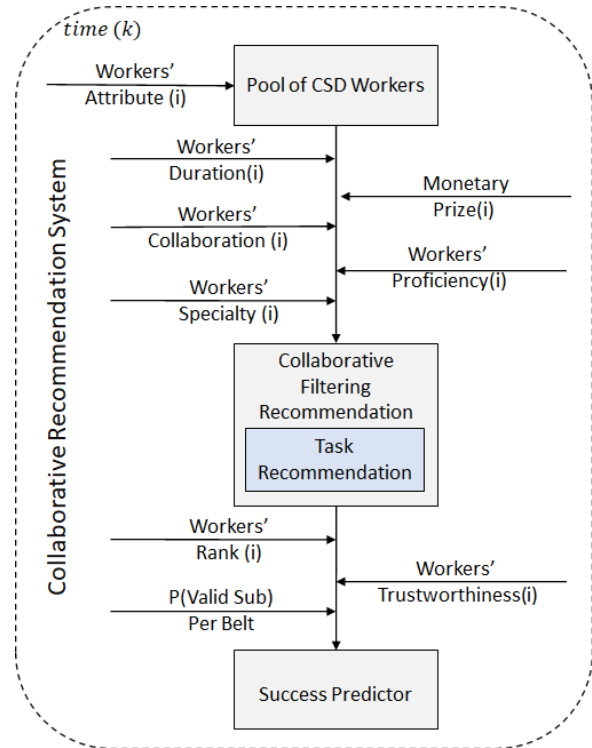 time (k)
Workers'
Attribute (i)
Pool of CSD Workers
Workers'
Duration(i)
Monetary
Prize(i)
Workers'
Collaboration (i)
Workers'
Proficiency(i)
Workers'
Specialty (i)
Collaborative
Filtering
Recommendation
Task
Recommendation
Workers'
Rank (i)
Workers'
Trustworthiness(i)
P(Valid Sub)
Per Belt
Success Predictor
Collaborative Recommendation System